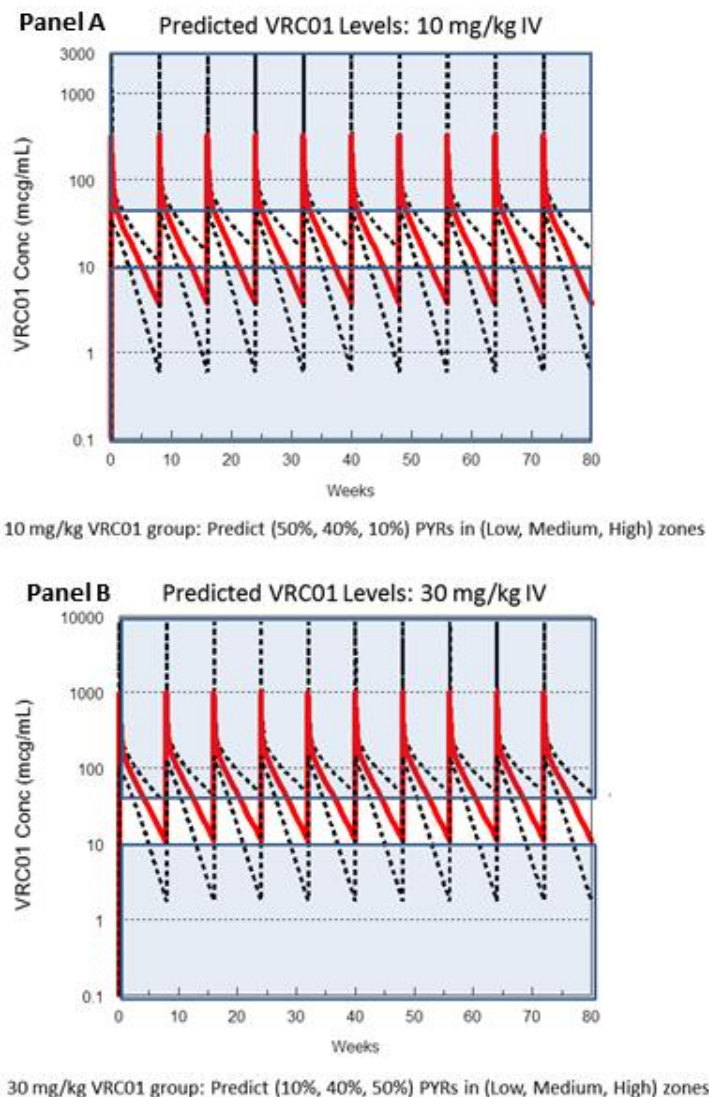 Panel A Predicted VRC01 Levels: 10 mg/kg IV
VRC01 Conc (mcg/mL)
3000
1000
100
10
1
0.1
0 10 20 30 40 50 60 70 80
Weeks
10 mg/kg VRC01 group: Predict (50%, 40%, 10%) PYRs in (Low, Medium, High) zones
Panel B Predicted VRC01 Levels: 30 mg/kg IV
VRC01 Conc (mcg/mL)
10000
1000
100
10
1
0.1
0 10 20 30 40 50 60 70 80
Weeks
30 mg/kg VRC01 group: Predict (10%, 40%, 50%) PYRs in (Low, Medium, High) zones